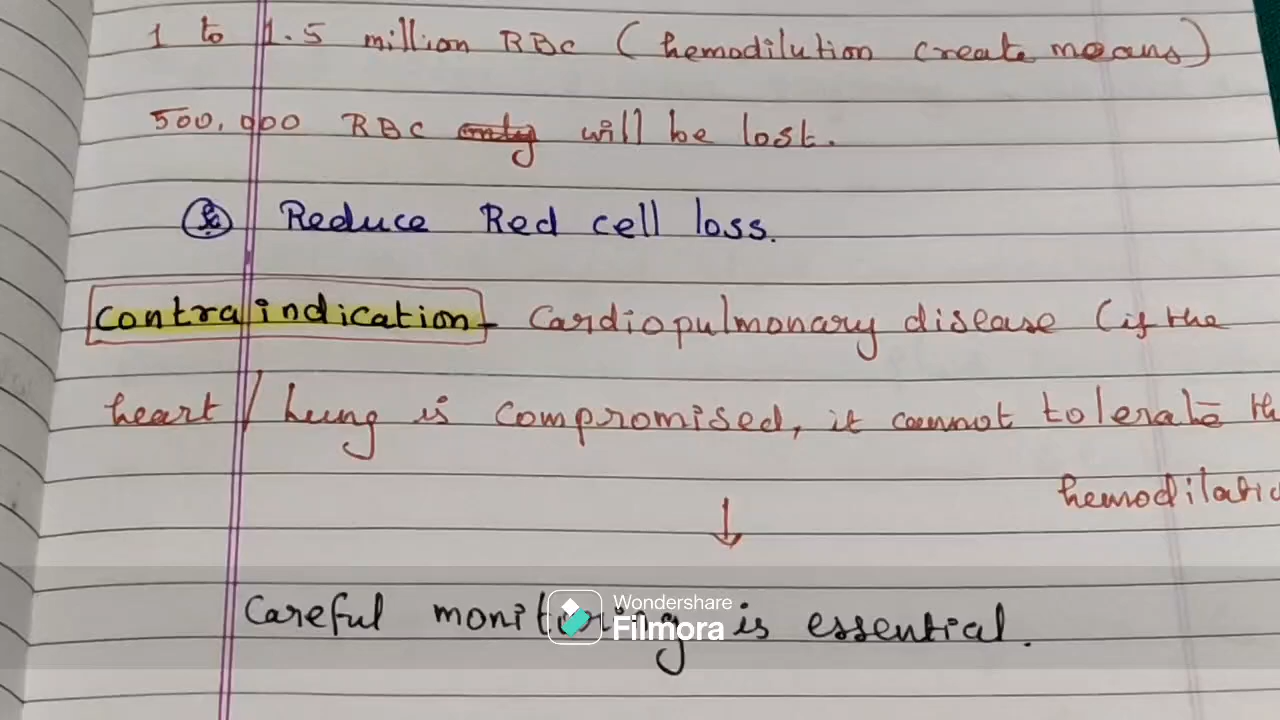 1 to 1.5 million RBC (hemodilution create means)
500,000 RBC only will be lost.
Reduce Red cell loss.
Contraindication - Cardiopulmonary disease (if the
heart / lung is compromised, it cannot tolerate th
hemodilatio
↓
Careful monitoring is essential.
Wondershare
Filmora